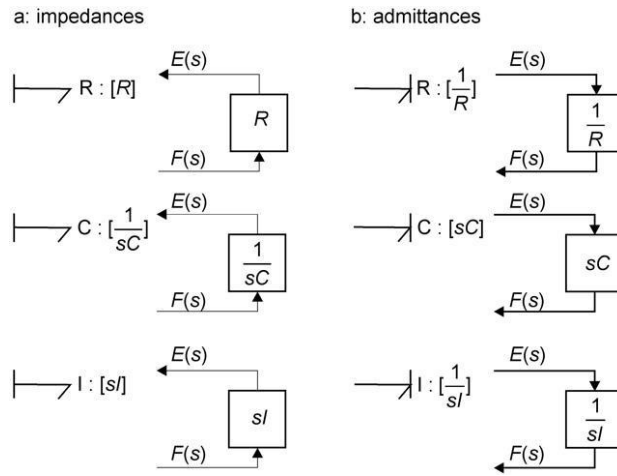 a: impedances
E(s)
R : [R]
R
F(s)
E(s)
C : [1/sC]
1/sC
F(s)
E(s)
I : [sI]
sI
F(s)
b: admittances
E(s)
R : [1/R]
1/R
F(s)
E(s)
C : [sC]
sC
F(s)
E(s)
I : [1/sI]
1/sI
F(s)